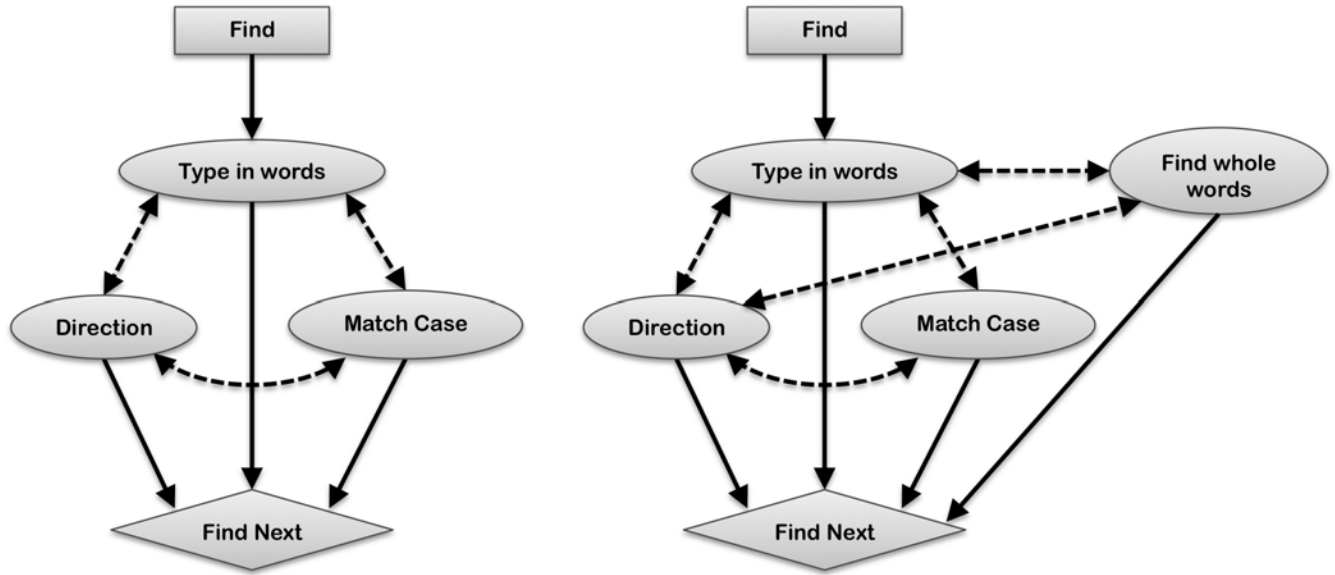 Find
Type in words
Direction
Match Case
Find Next
Find
Type in words
Find whole
words
Direction
Match Case
Find Next